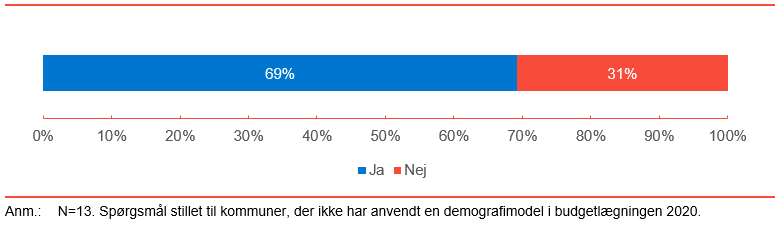 69% 31%
0% 10% 20% 30% 40% 50% 60% 70% 80% 90% 100%
Ja Nej
Anm.: N=13. Spørgsmål stillet til kommuner, der ikke har anvendt en demografimodel i budgetlægningen 2020.